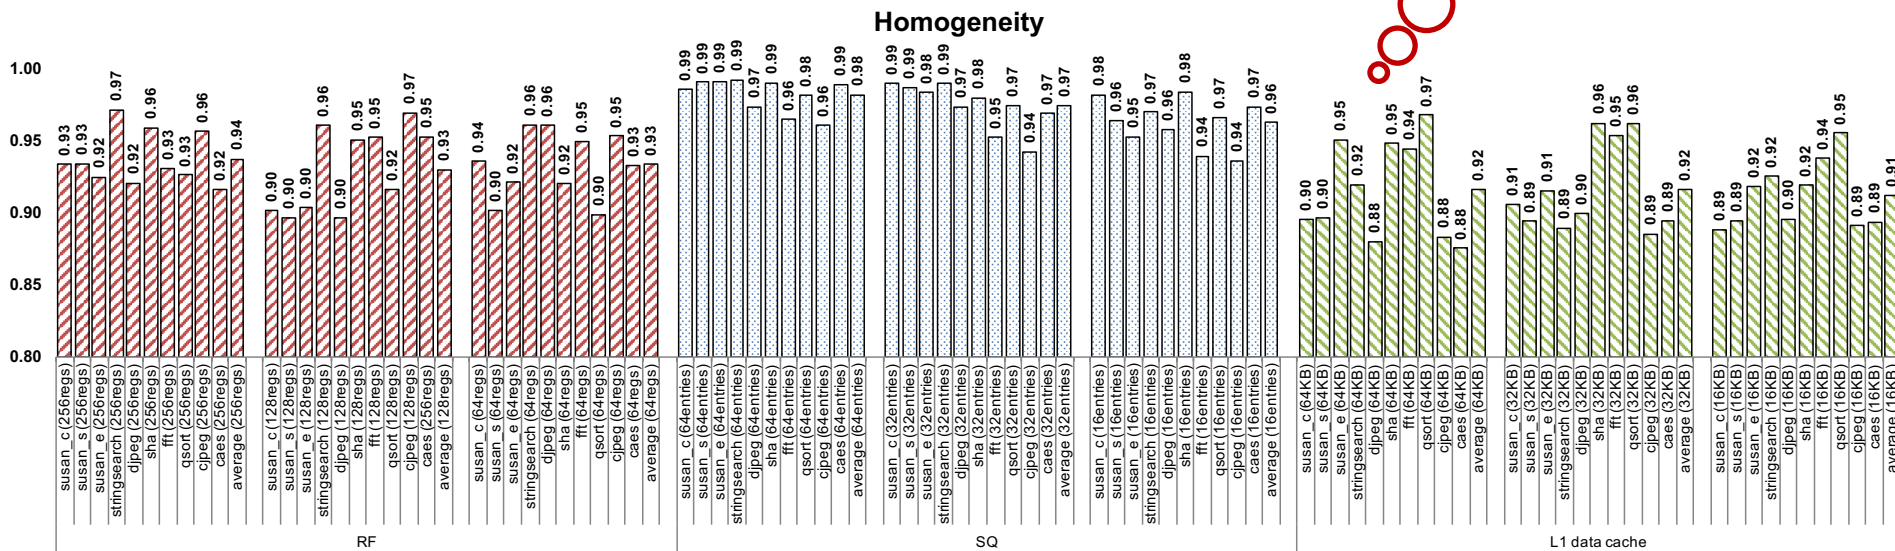 Homogeneity
1.00
0.95
0.90
0.85
0.80
0.93
0.93
0.92
0.97
0.92
0.96
0.93
0.93
0.96
0.92
0.94
0.90
0.90
0.90
0.96
0.90
0.95
0.95
0.92
0.97
0.95
0.93
0.94
0.90
0.92
0.96
0.96
0.92
0.95
0.90
0.95
0.93
0.93
0.99
0.99
0.99
0.99
0.97
0.99
0.96
0.98
0.96
0.99
0.98
0.99
0.99
0.98
0.99
0.97
0.98
0.95
0.97
0.94
0.97
0.97
0.98
0.96
0.95
0.97
0.96
0.98
0.94
0.97
0.94
0.97
0.96
0.90
0.90
0.95
0.92
0.88
0.95
0.94
0.97
0.88
0.88
0.92
0.91
0.89
0.91
0.89
0.90
0.96
0.95
0.96
0.89
0.89
0.92
0.89
0.89
0.92
0.92
0.90
0.92
0.94
0.95
0.89
0.89
0.91
susan_c (256regs)
susan_s (256regs)
susan_e (256regs)
stringsearch (256regs)
djpeg (256regs)
sha (256regs)
fft (256regs)
qsort (256regs)
cjpeg (256regs)
caes (256regs)
average (256regs)
susan_c (128regs)
susan_s (128regs)
susan_e (128regs)
stringsearch (128regs)
djpeg (128regs)
sha (128regs)
fft (128regs)
qsort (128regs)
cjpeg (128regs)
caes (256regs)
average (128regs)
susan_c (64regs)
susan_s (64regs)
susan_e (64regs)
stringsearch (64regs)
djpeg (64regs)
sha (64regs)
fft (64regs)
qsort (64regs)
cjpeg (64regs)
caes (64regs)
average (64regs)
susan_c (64entries)
susan_s (64entries)
susan_e (64entries)
stringsearch (64entries)
djpeg (64entries)
sha (64entries)
fft (64entries)
qsort (64entries)
cjpeg (64entries)
caes (64entries)
average (64entries)
susan_c (32entries)
susan_s (32entries)
susan_e (32entries)
stringsearch (32entries)
djpeg (32entries)
sha (32entries)
fft (32entries)
qsort (32entries)
cjpeg (32entries)
caes (32entries)
average (32entries)
susan_c (16entries)
susan_s (16entries)
susan_e (16entries)
stringsearch (16entries)
djpeg (16entries)
sha (16entries)
fft (16entries)
qsort (16entries)
cjpeg (16entries)
caes (16entries)
average (16entries)
susan_c (64KB)
susan_s (64KB)
susan_e (64KB)
stringsearch (64KB)
djpeg (64KB)
sha (64KB)
fft (64KB)
qsort (64KB)
cjpeg (64KB)
caes (64KB)
average (64KB)
susan_c (32KB)
susan_s (32KB)
susan_e (32KB)
stringsearch (32KB)
djpeg (32KB)
sha (32KB)
fft (32KB)
qsort (32KB)
cjpeg (32KB)
caes (32KB)
average (32KB)
susan_c (16KB)
susan_s (16KB)
susan_e (16KB)
stringsearch (16KB)
djpeg (16KB)
sha (16KB)
fft (16KB)
qsort (16KB)
cjpeg (16KB)
caes (16KB)
average (16KB)
RF
SQ
L1 data cache